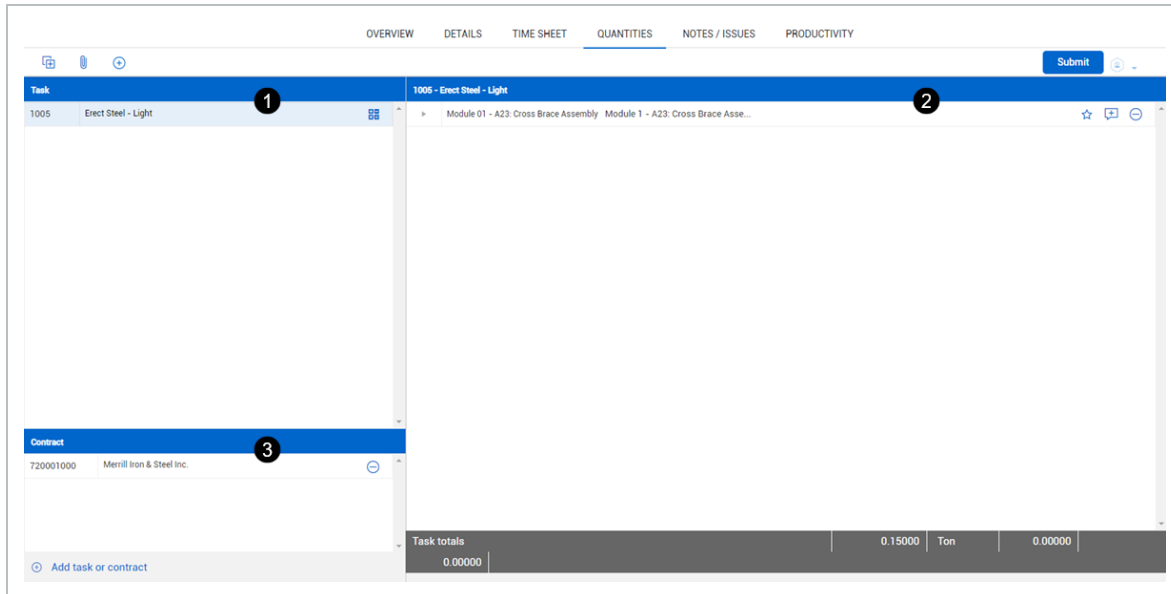 OVERVIEW DETAILS TIME SHEET QUANTITIES NOTES / ISSUES PRODUCTIVITY
Submit
Task
1
1005 Erect Steel - Light
1005 - Erect Steel - Light
2
Module 01 - A23: Cross Brace Assembly Module 1 - A23: Cross Brace Asse...
Contract
3
720001000 Merrill Iron & Steel Inc.
Add task or contract
Task totals 0.15000 Ton 0.00000
0.00000